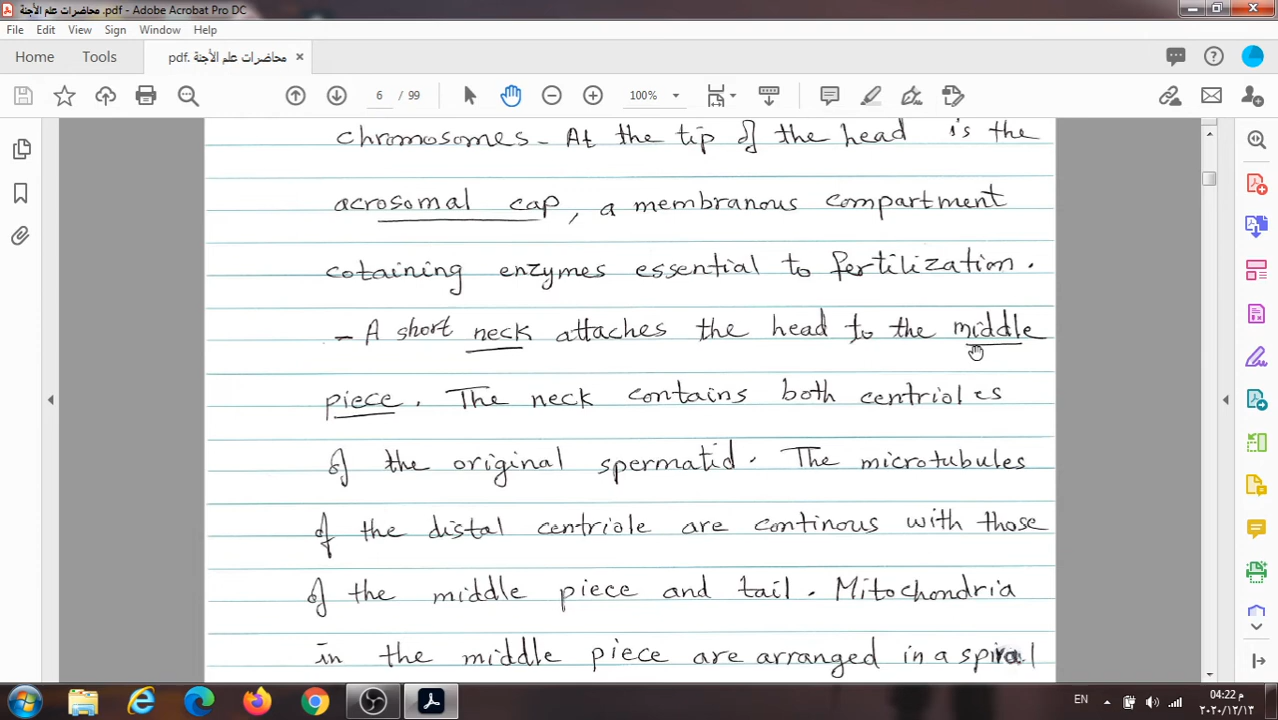 محاضرات علم الأجنة.pdf - Adobe Acrobat Pro DC
File Edit View Sign Window Help
Home Tools محاضرات علم الأجنة.pdf ×
6 / 99 100%
chromosomes - At the tip of the head is the
acrosomal cap, a membranous compartment
cotaining enzymes essential to fertilization.
- A short neck attaches the head to the middle
piece. The neck contains both centrioles
of the original spermatid. The microtubules
of the distal centriole are continous with those
of the middle piece and tail. Mitochondria
in the middle piece are arranged in a spiral
EN 04:22 م
٢٠٢٠/١٢/١٣